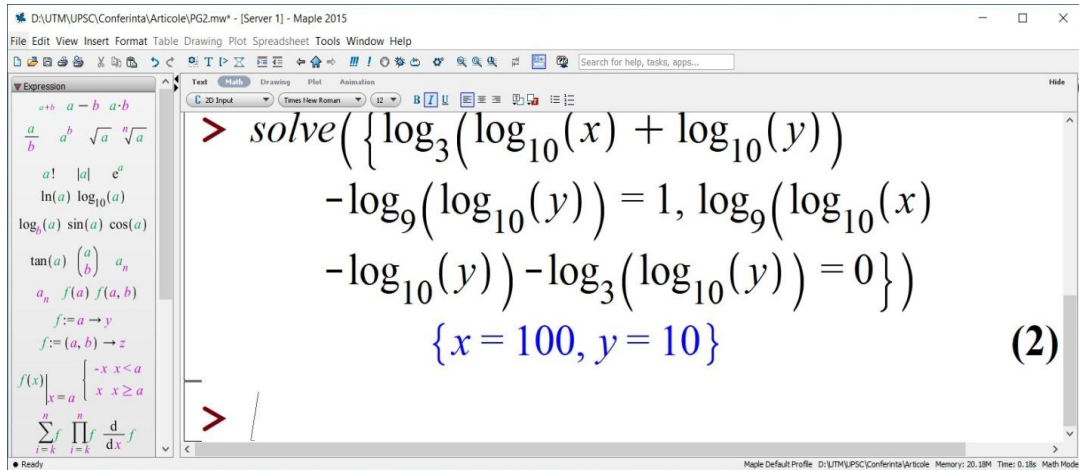 D:\UTM\UPSC\Conferinta\Articole\PG2.mw* - [Server 1] - Maple 2015
File Edit View Insert Format Table Drawing Plot Spreadsheet Tools Window Help
Search for help, tasks, apps...
Text Math Drawing Plot Animation Hide
C 2D Input Times New Roman 12 B I U
Expression
a+b a − b a·b
a/b a^b √a ⁿ√a
a! |a| e^a
ln(a) log₁₀(a)
log_b(a) sin(a) cos(a)
tan(a) (a b) a_n
a_n f(a) f(a, b)
f := a → y
f := (a, b) → z
f(x)|x = a { -x x < a
x x ≥ a
n∑i=k f n∏i=k f d/dx f
> solve({log₃(log₁₀(x) + log₁₀(y))
−log₉(log₁₀(y)) = 1, log₉(log₁₀(x)
−log₁₀(y)) −log₃(log₁₀(y)) = 0})
{x = 100, y = 10} (2)
>
Ready
Maple Default Profile D:\UTM\UPSC\Conferinta\Articole Memory: 20.18M Time: 0.18s Math Mode